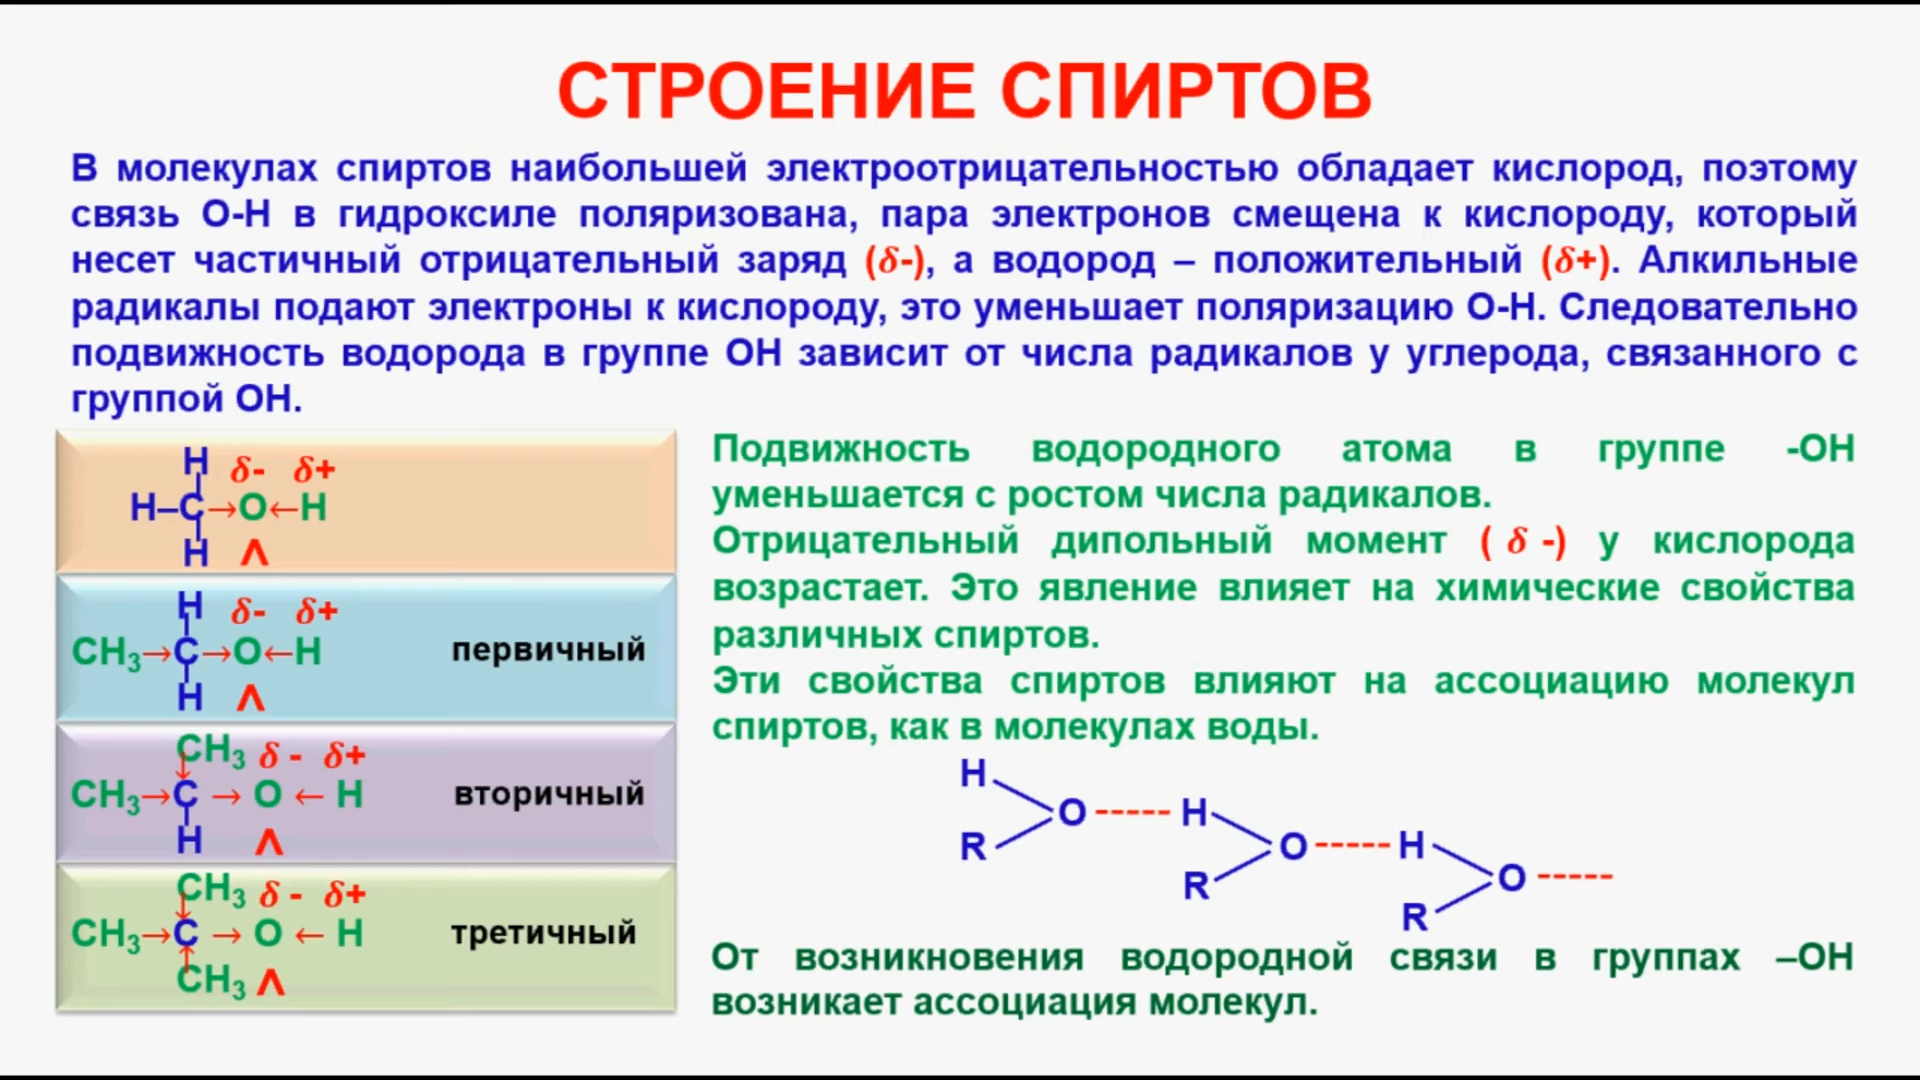 СТРОЕНИЕ СПИРТОВ
В молекулах спиртов наибольшей электроотрицательностью обладает кислород, поэтому
связь О-Н в гидроксиле поляризована, пара электронов смещена к кислороду, который
несет частичный отрицательный заряд (δ-), а водород – положительный (δ+). Алкильные
радикалы подают электроны к кислороду, это уменьшает поляризацию О-Н. Следовательно
подвижность водорода в группе ОН зависит от числа радикалов у углерода, связанного с
группой ОН.
H δ- δ+
H–C→O←H
H Λ
H δ- δ+
CH₃→C→O←H первичный
H Λ
CH₃ δ - δ+
CH₃→C → O ← H вторичный
H Λ
CH₃ δ - δ+
CH₃→C → O ← H третичный
CH₃ Λ
Подвижность водородного атома в группе -ОН
уменьшается с ростом числа радикалов.
Отрицательный дипольный момент ( δ -) у кислорода
возрастает. Это явление влияет на химические свойства
различных спиртов.
Эти свойства спиртов влияют на ассоциацию молекул
спиртов, как в молекулах воды.
H
O ----- H
R O ----- H
R O -----
R
От возникновения водородной связи в группах –ОН
возникает ассоциация молекул.